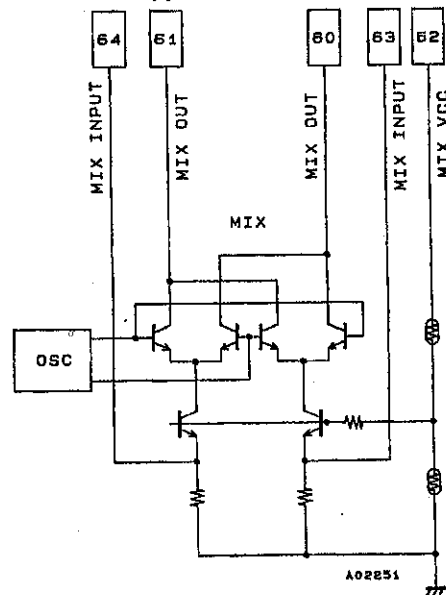 64
61
60
63
62
MIX INPUT
MIX OUT
MIX OUT
MIX INPUT
MIX VCC
MIX
OSC
A02251